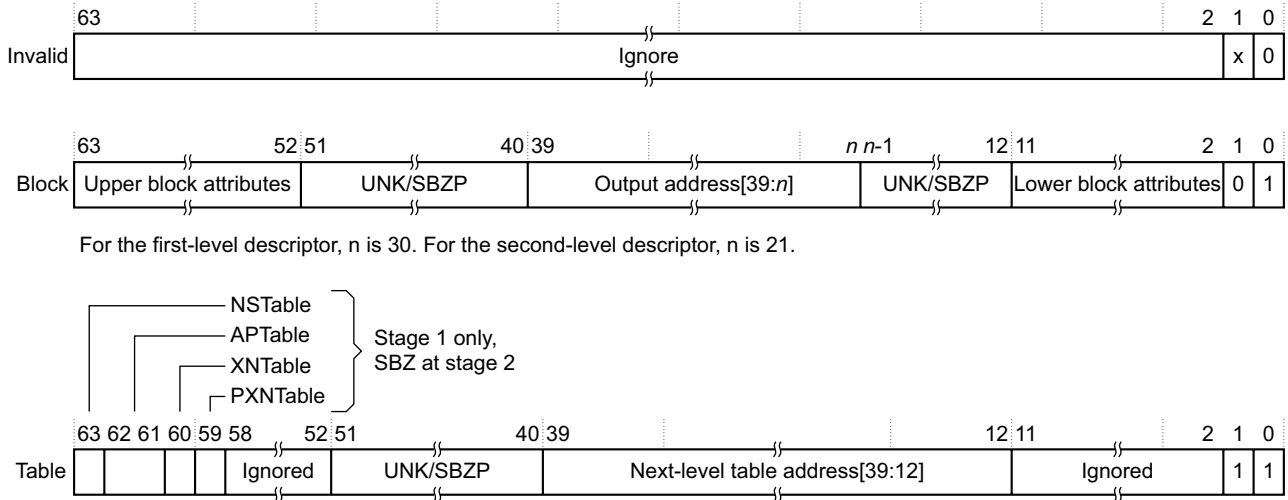 63 2 1 0
Invalid Ignore x 0
63 52 51 40 39 n n-1 12 11 2 1 0
Block Upper block attributes UNK/SBZP Output address[39:n] UNK/SBZP Lower block attributes 0 1
For the first-level descriptor, n is 30. For the second-level descriptor, n is 21.
NSTable
APTable
XNTable
PXNTable
Stage 1 only,
SBZ at stage 2
63 62 61 60 59 58 52 51 40 39 12 11 2 1 0
Table Ignored UNK/SBZP Next-level table address[39:12] Ignored 1 1